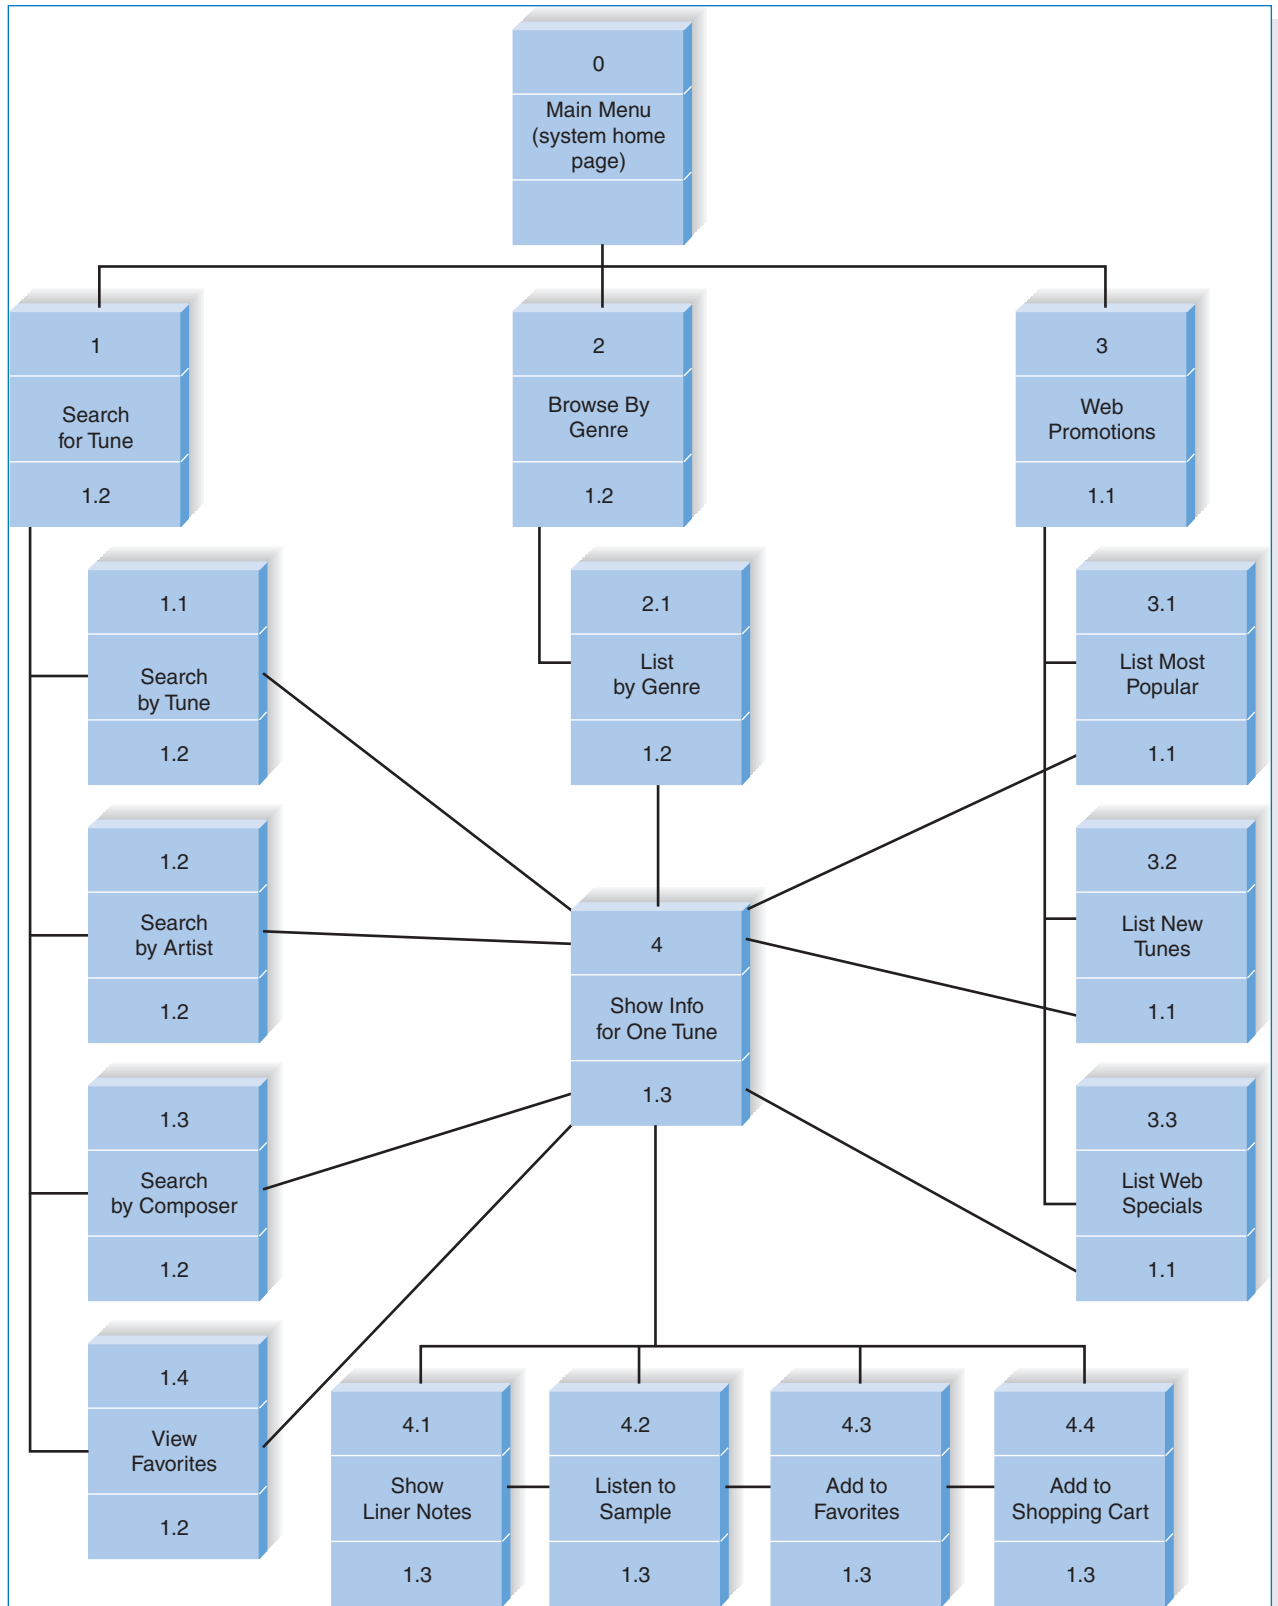 0
Main Menu
(system home
page)
1
Search
for Tune
1.2
2
Browse By
Genre
1.2
3
Web
Promotions
1.1
1.1
Search
by Tune
1.2
2.1
List
by Genre
1.2
3.1
List Most
Popular
1.1
1.2
Search
by Artist
1.2
4
Show Info
for One Tune
1.3
3.2
List New
Tunes
1.1
1.3
Search
by Composer
1.2
3.3
List Web
Specials
1.1
1.4
View
Favorites
1.2
4.1
Show
Liner Notes
1.3
4.2
Listen to
Sample
1.3
4.3
Add to
Favorites
1.3
4.4
Add to
Shopping Cart
1.3